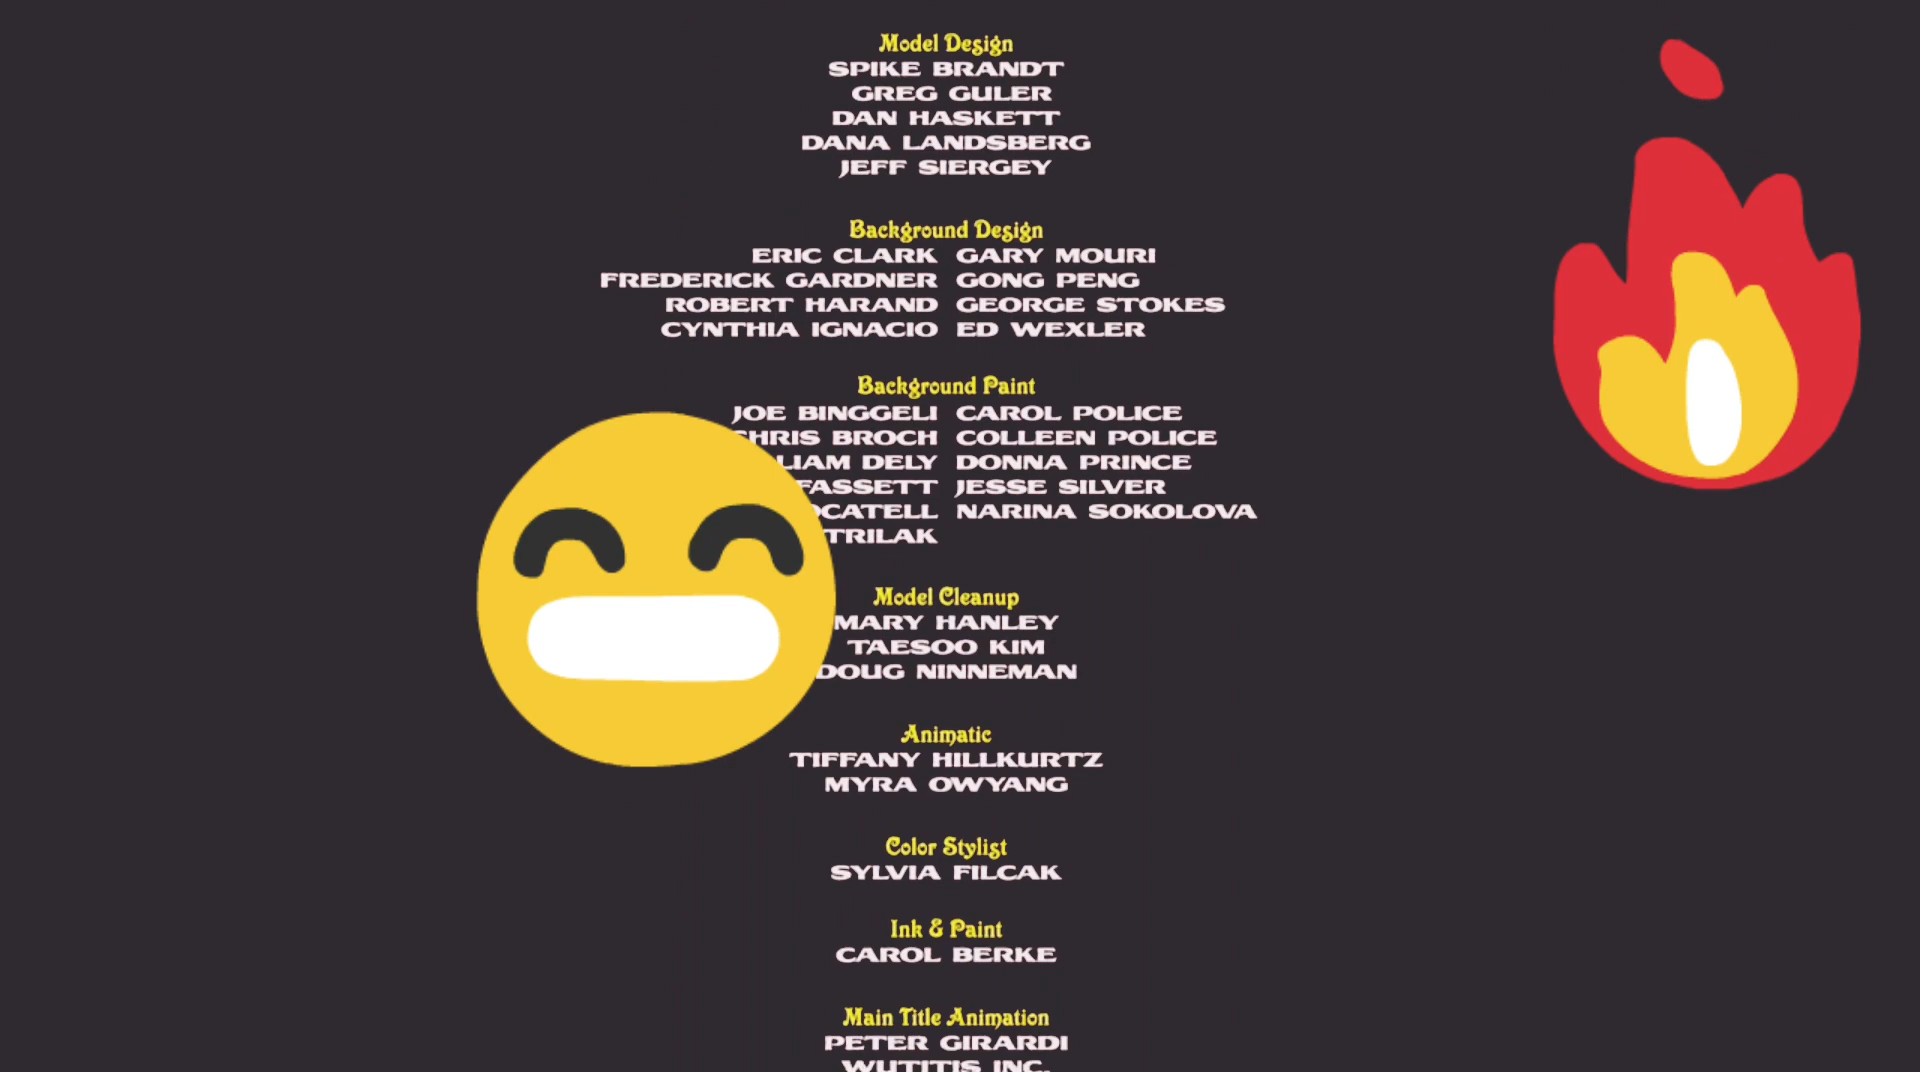 Model Design
SPIKE BRANDT
GREG GULER
DAN HASKETT
DANA LANDSBERG
JEFF SIERGEY
Background Design
ERIC CLARK GARY MOURI
FREDERICK GARDNER GONG PENG
ROBERT HARAND GEORGE STOKES
CYNTHIA IGNACIO ED WEXLER
Background Paint
JOE BINGGELI CAROL POLICE
BROCH COLLEEN POLICE
DELY DONNA PRINCE
FASSETT JESSE SILVER
NARINA SOKOLOVA
Model Cleanup
MARY HANLEY
TAESOO KIM
DOUG NINNEMAN
Animatic
TIFFANY HILLKURTZ
MYRA OWYANG
Color Stylist
SYLVIA FILCAK
Ink & Paint
CAROL BERKE
Main Title Animation
PETER GIRARDI
WUTITIS INC.